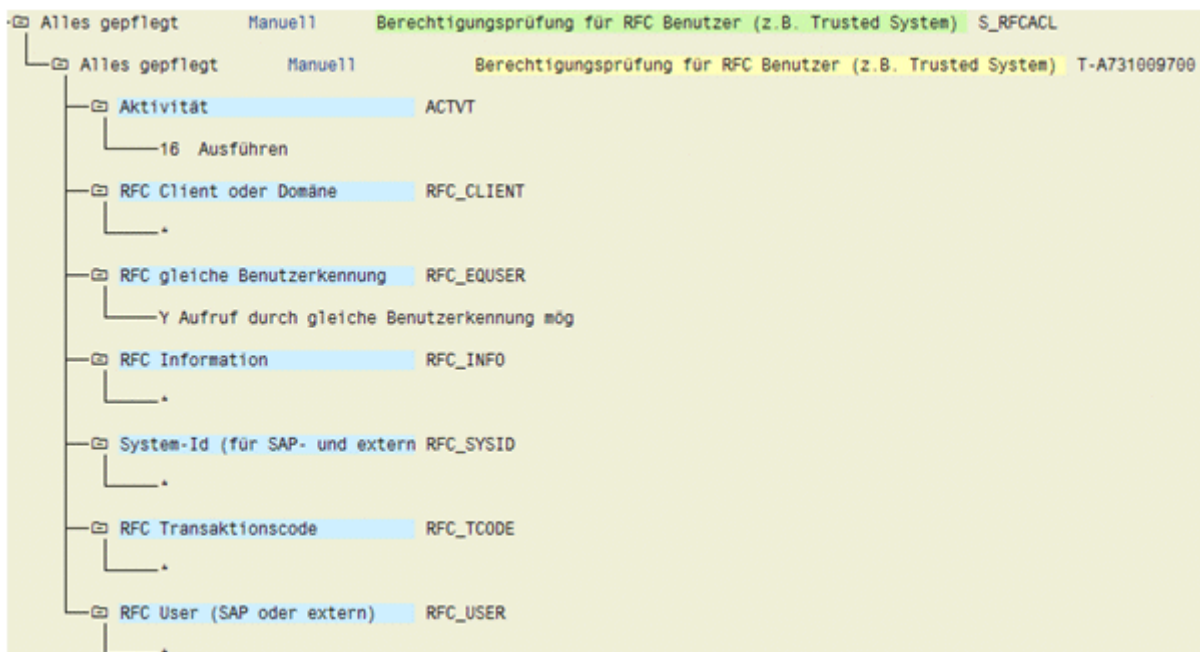 Alles gepflegt Manuell Berechtigungsprüfung für RFC Benutzer (z.B. Trusted System) S_RFCACL
Alles gepflegt Manuell Berechtigungsprüfung für RFC Benutzer (z.B. Trusted System) T-A731009700
Aktivität ACTVT
16 Ausführen
RFC Client oder Domäne RFC_CLIENT
*
RFC gleiche Benutzerkennung RFC_EQUSER
Y Aufruf durch gleiche Benutzerkennung mög
RFC Information RFC_INFO
*
System-Id (für SAP- und extern RFC_SYSID
*
RFC Transaktionscode RFC_TCODE
*
RFC User (SAP oder extern) RFC_USER
*